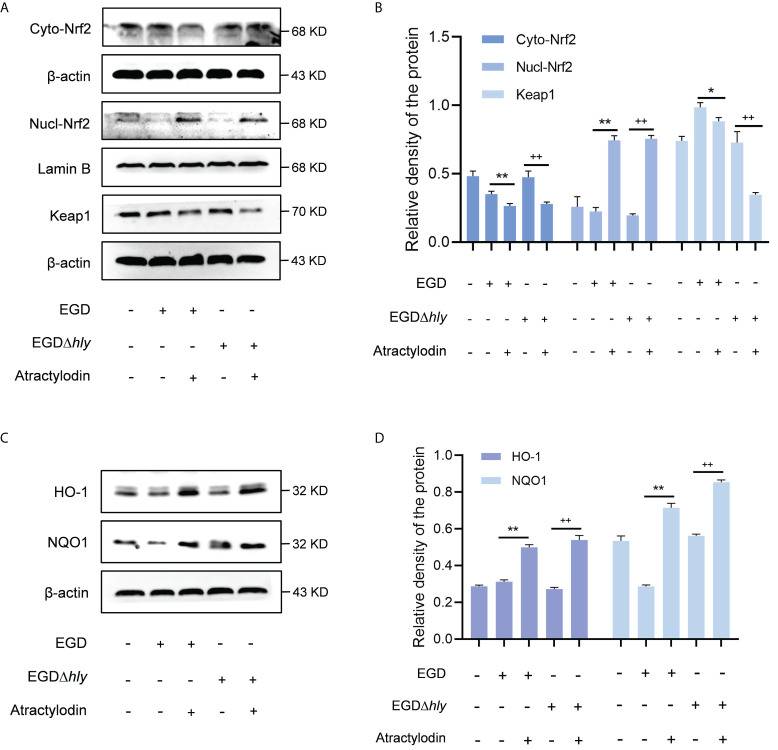 A
Cyto-Nrf2
68 KD
β-actin
43 KD
Nucl-Nrf2
68 KD
Lamin B
68 KD
Keap1
70 KD
β-actin
43 KD
EGD - + + - -
EGDΔhly - - - + +
Atractylodin - - + - +
B
Relative density of the protein
1.5
1.0
0.5
0.0
Cyto-Nrf2
Nucl-Nrf2
Keap1
** ++ ** ++ * ++
EGD - + + - - - + + - - - + + - -
EGDΔhly - - - + + - - - + + - - - + +
Atractylodin - - + - + - - + - + - - + - +
C
HO-1
32 KD
NQO1
32 KD
β-actin
43 KD
EGD - + + - -
EGDΔhly - - - + +
Atractylodin - - + - +
D
Relative density of the protein
1.0
0.8
0.6
0.4
0.2
0.0
HO-1
NQO1
** ++ ** ++
EGD - + + - - - + + - -
EGDΔhly - - - + + - - - + +
Atractylodin - - + - + - - + - +